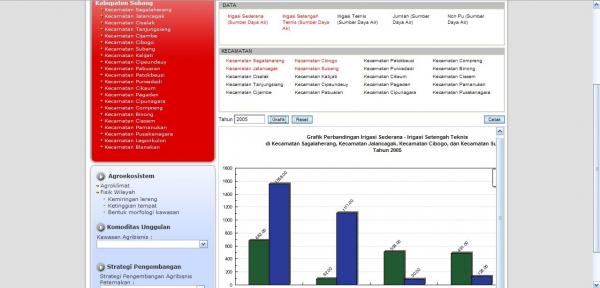 Kabupaten Subang
Kecamatan Sagalaherang
Kecamatan Jalancagak
Kecamatan Cisalak
Kecamatan Tanjungsiang
Kecamatan Cijambe
Kecamatan Cibogo
Kecamatan Subang
Kecamatan Kalijati
Kecamatan Cipeundeuy
Kecamatan Pabuaran
Kecamatan Patokbeusi
Kecamatan Purwadadi
Kecamatan Cikaum
Kecamatan Pagaden
Kecamatan Cipunagara
Kecamatan Compreng
Kecamatan Binong
Kecamatan Ciasem
Kecamatan Pamanukan
Kecamatan Pusakanagara
Kecamatan Legonkulon
Kecamatan Blanakan
Agroekosistem
Agroklimat
Fisik Wilayah
- Kemiringan lereng
- Ketinggian tempat
- Bentuk morfologi kawasan
Komoditas Unggulan
Kawasan Agribisnis :
Strategi Pengembangan
Strategi Pengembangan Agribisnis
Peternakan :
DATA
Irigasi Sederhana (Sumber Daya Air)
Irigasi Setengah Teknis (Sumber Daya Air)
Irigasi Teknis (Sumber Daya Air)
Jumlah (Sumber Daya Air)
Non PU (Sumber Daya Air)
KECAMATAN
Kecamatan Sagalaherang Kecamatan Cibogo Kecamatan Patokbeusi Kecamatan Compreng
Kecamatan Jalancagak Kecamatan Subang Kecamatan Purwadadi Kecamatan Binong
Kecamatan Cisalak Kecamatan Kalijati Kecamatan Cikaum Kecamatan Ciasem
Kecamatan Tanjungsiang Kecamatan Cipeundeuy Kecamatan Pagaden Kecamatan Pamanukan
Kecamatan Cijambe Kecamatan Pabuaran Kecamatan Cipunagara Kecamatan Pusakanagara
Tahun 2005 Grafik Reset Cetak
Grafik Perbandingan Irigasi Sederhana - Irigasi Setengah Teknis
di Kecamatan Sagalaherang, Kecamatan Jalancagak, Kecamatan Cibogo, dan Kecamatan Su
Tahun 2005
1800
1600
1400
1200
1000
800
600
400
200
0